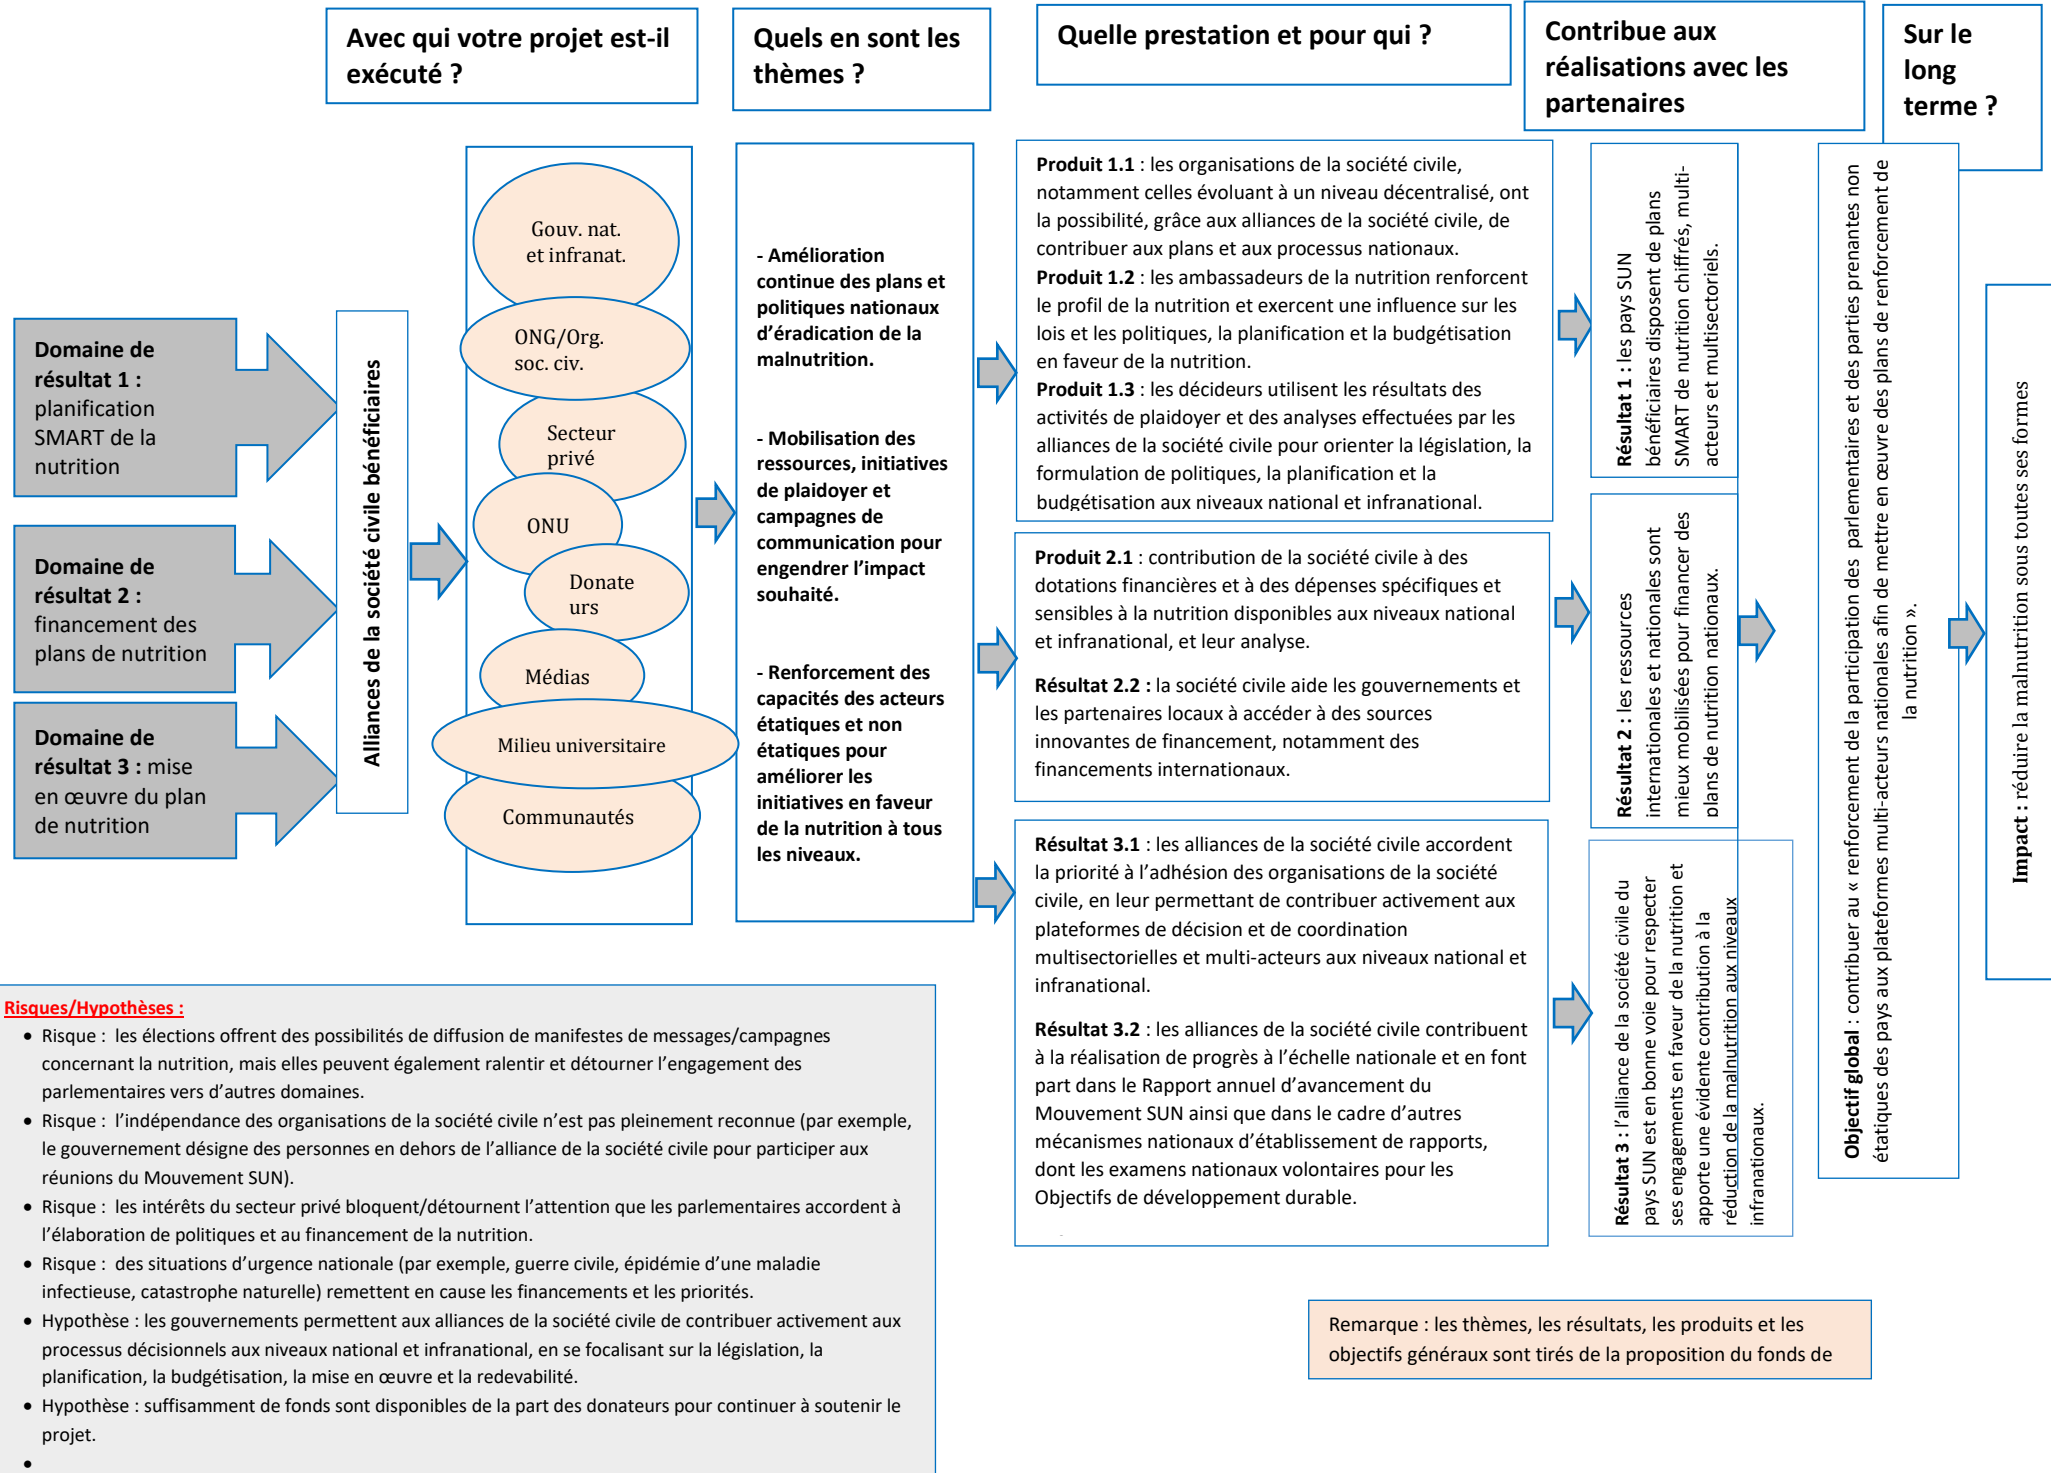 Avec qui votre projet est-il
exécuté ?
Quels en sont les
thèmes ?
Quelle prestation et pour qui ?
Contribue aux
réalisations avec les
partenaires
Sur le
long
terme ?
Domaine de
résultat 1 :
planification
SMART de la
nutrition
Domaine de
résultat 2 :
financement des
plans de nutrition
Domaine de
résultat 3 : mise
en œuvre du plan
de nutrition
Alliances de la société civile bénéficiaires
Gouv. nat.
et infranat.
ONG/Org.
soc. civ.
Secteur
privé
ONU
Donate
urs
Médias
Milieu universitaire
Communautés
- Amélioration
continue des plans et
politiques nationaux
d’éradication de la
malnutrition.
- Mobilisation des
ressources, initiatives
de plaidoyer et
campagnes de
communication pour
engendrer l’impact
souhaité.
- Renforcement des
capacités des acteurs
étatiques et non
étatiques pour
améliorer les
initiatives en faveur
de la nutrition à tous
les niveaux.
Produit 1.1 : les organisations de la société civile,
notamment celles évoluant à un niveau décentralisé, ont
la possibilité, grâce aux alliances de la société civile, de
contribuer aux plans et aux processus nationaux.
Produit 1.2 : les ambassadeurs de la nutrition renforcent
le profil de la nutrition et exercent une influence sur les
lois et les politiques, la planification et la budgétisation
en faveur de la nutrition.
Produit 1.3 : les décideurs utilisent les résultats des
activités de plaidoyer et des analyses effectuées par les
alliances de la société civile pour orienter la législation, la
formulation de politiques, la planification et la
budgétisation aux niveaux national et infranational.
Produit 2.1 : contribution de la société civile à des
dotations financières et à des dépenses spécifiques et
sensibles à la nutrition disponibles aux niveaux national
et infranational, et leur analyse.
Résultat 2.2 : la société civile aide les gouvernements et
les partenaires locaux à accéder à des sources
innovantes de financement, notamment des
financements internationaux.
Résultat 3.1 : les alliances de la société civile accordent
la priorité à l’adhésion des organisations de la société
civile, en leur permettant de contribuer activement aux
plateformes de décision et de coordination
multisectorielles et multi-acteurs aux niveaux national et
infranational.
Résultat 3.2 : les alliances de la société civile contribuent
à la réalisation de progrès à l’échelle nationale et en font
part dans le Rapport annuel d’avancement du
Mouvement SUN ainsi que dans le cadre d’autres
mécanismes nationaux d’établissement de rapports,
dont les examens nationaux volontaires pour les
Objectifs de développement durable.
Résultat 1 : les pays SUN
bénéficiaires disposent de plans
SMART de nutrition chiffrés, multi-
acteurs et multisectoriels.
Résultat 2 : les ressources
internationales et nationales sont
mieux mobilisées pour financer des
plans de nutrition nationaux.
Résultat 3 : l’alliance de la société civile du
pays SUN est en bonne voie pour respecter
ses engagements en faveur de la nutrition et
apporte une évidente contribution à la
réduction de la malnutrition aux niveaux
infranationaux.
Objectif global : contribuer au « renforcement de la participation des parlementaires et des parties prenantes non
étatiques des pays aux plateformes multi-acteurs nationales afin de mettre en œuvre des plans de renforcement de
la nutrition ».
Impact : réduire la malnutrition sous toutes ses formes
Risques/Hypothèses :
• Risque : les élections offrent des possibilités de diffusion de manifestes de messages/campagnes
concernant la nutrition, mais elles peuvent également ralentir et détourner l’engagement des
parlementaires vers d’autres domaines.
• Risque : l’indépendance des organisations de la société civile n’est pas pleinement reconnue (par exemple,
le gouvernement désigne des personnes en dehors de l’alliance de la société civile pour participer aux
réunions du Mouvement SUN).
• Risque : les intérêts du secteur privé bloquent/détournent l’attention que les parlementaires accordent à
l’élaboration de politiques et au financement de la nutrition.
• Risque : des situations d’urgence nationale (par exemple, guerre civile, épidémie d’une maladie
infectieuse, catastrophe naturelle) remettent en cause les financements et les priorités.
• Hypothèse : les gouvernements permettent aux alliances de la société civile de contribuer activement aux
processus décisionnels aux niveaux national et infranational, en se focalisant sur la législation, la
planification, la budgétisation, la mise en œuvre et la redevabilité.
• Hypothèse : suffisamment de fonds sont disponibles de la part des donateurs pour continuer à soutenir le
projet.
•
Remarque : les thèmes, les résultats, les produits et les
objectifs généraux sont tirés de la proposition du fonds de